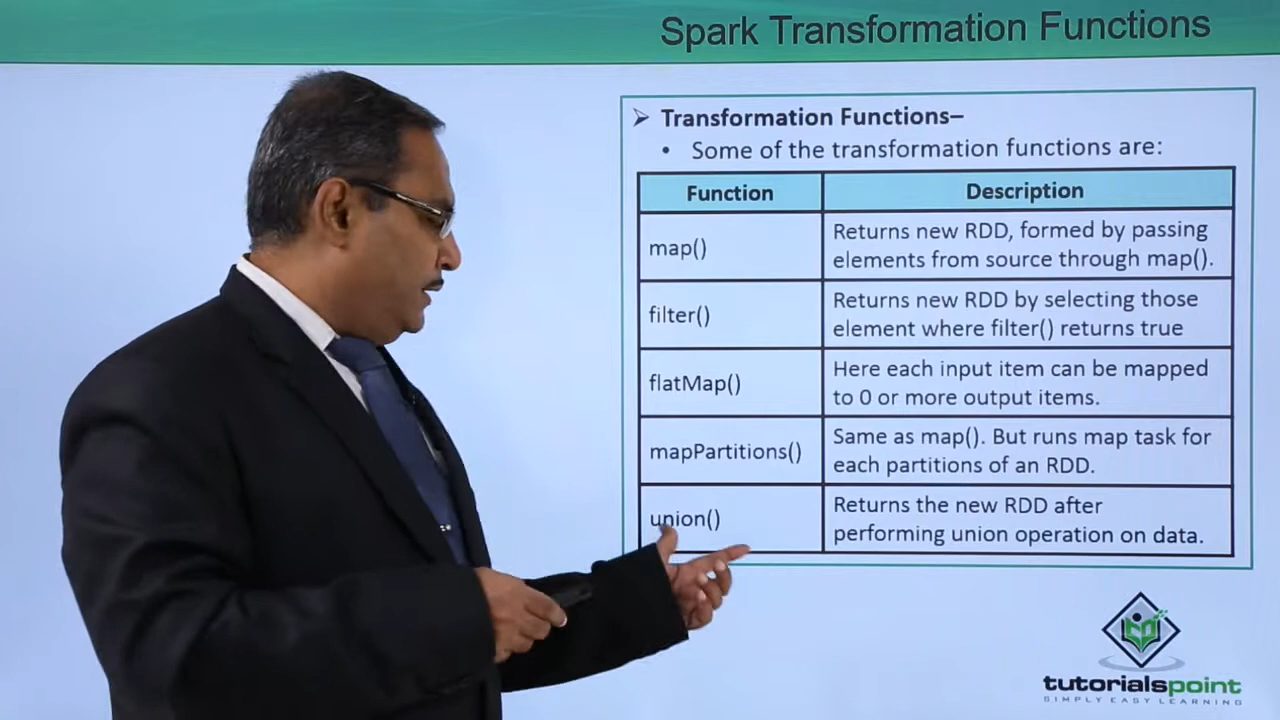 Spark Transformation Functions
➢ Transformation Functions–
• Some of the transformation functions are:
Function Description
map() Returns new RDD, formed by passing
elements from source through map().
filter() Returns new RDD by selecting those
element where filter() returns true
flatMap() Here each input item can be mapped
to 0 or more output items.
mapPartitions() Same as map(). But runs map task for
each partitions of an RDD.
union() Returns the new RDD after
performing union operation on data.
tutorialspoint
SIMPLY EASY LEARNING